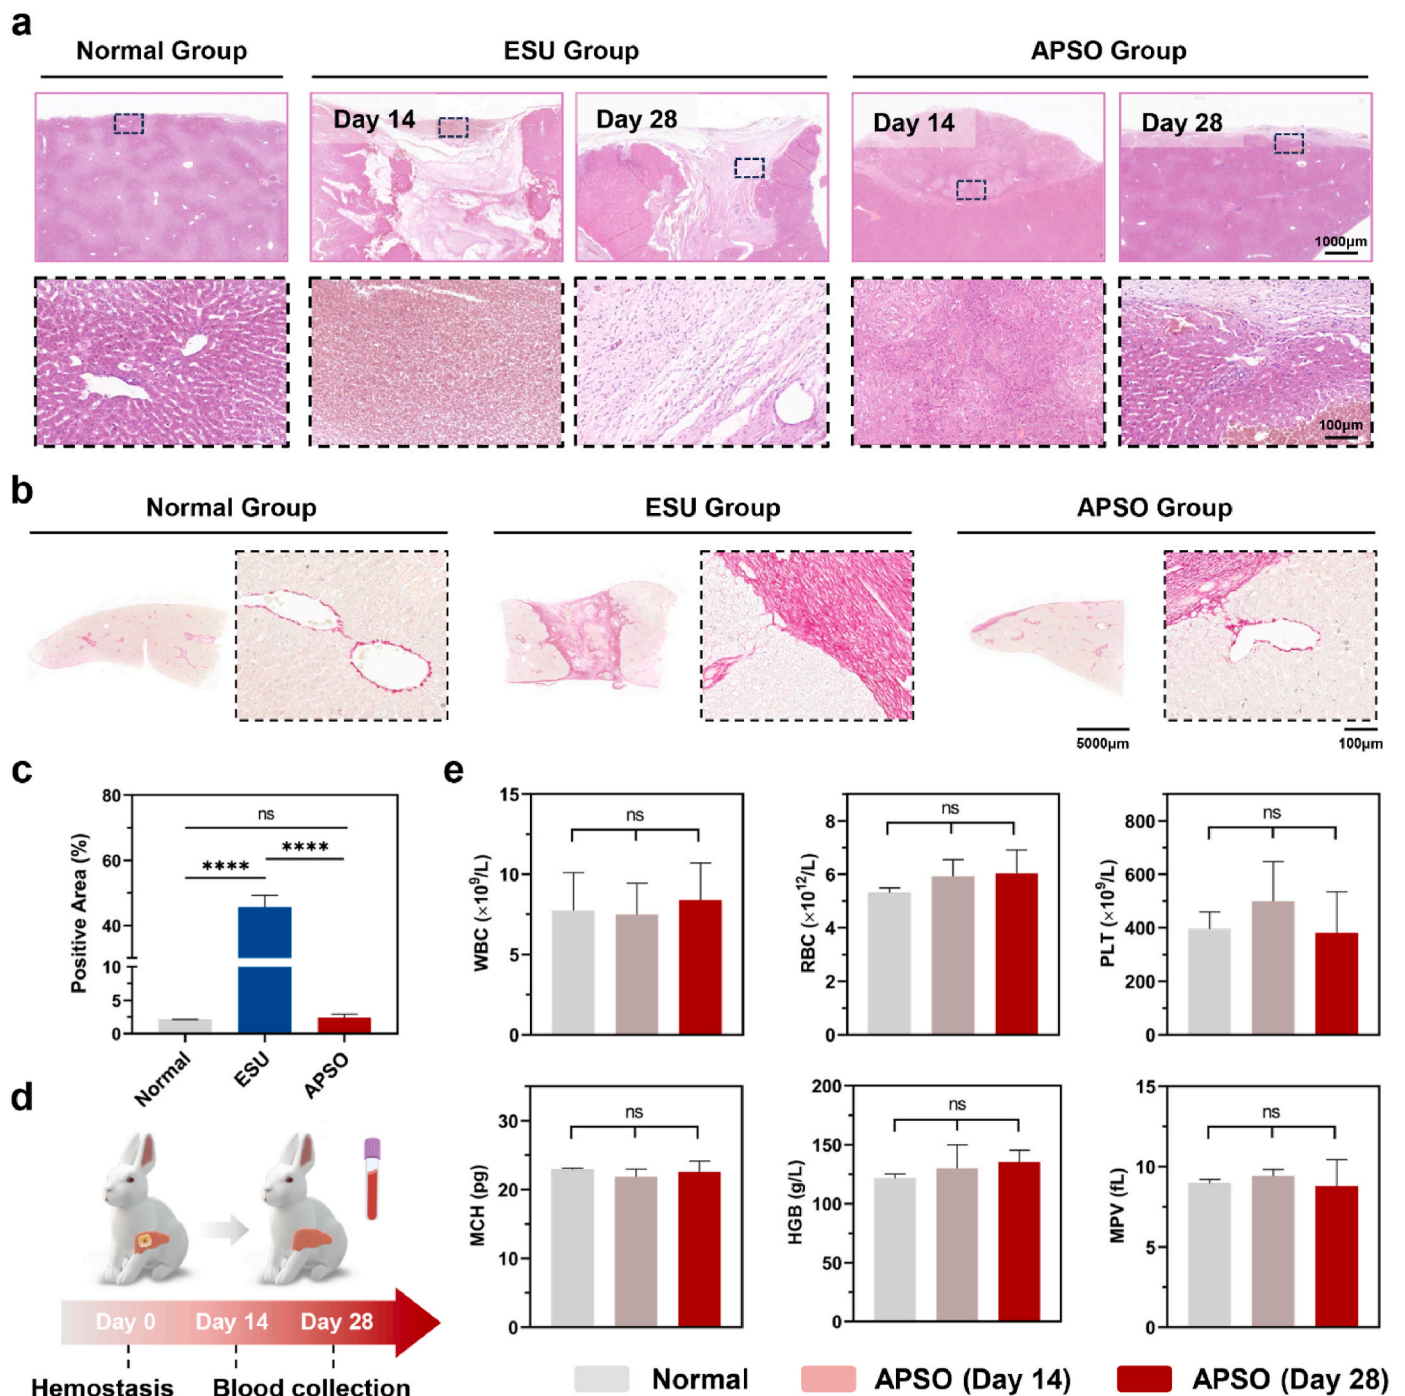 a
Normal Group
ESU Group
APSO Group
Day 14
Day 28
Day 14
Day 28
1000μm
100μm
b
Normal Group
ESU Group
APSO Group
5000μm
100μm
c
Positive Area (%)
80
60
40
10
5
0
ns
****
****
Normal
ESU
APSO
d
Day 0
Day 14
Day 28
Hemostasis
Blood collection
e
WBC (×10⁹/L)
15
10
5
0
ns
RBC (×10¹²/L)
8
6
4
2
0
ns
PLT (×10⁹/L)
800
600
400
200
0
ns
MCH (pg)
30
20
10
0
ns
HGB (g/L)
200
150
100
50
0
ns
MPV (fL)
15
10
5
0
ns
Normal
APSO (Day 14)
APSO (Day 28)